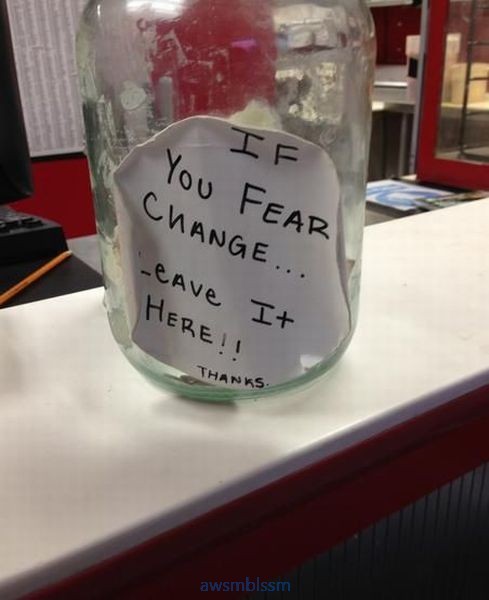 IF
YOU FEAR
CHANGE...
LEAVE It
HERE!!
THANKS.
awsmblssm